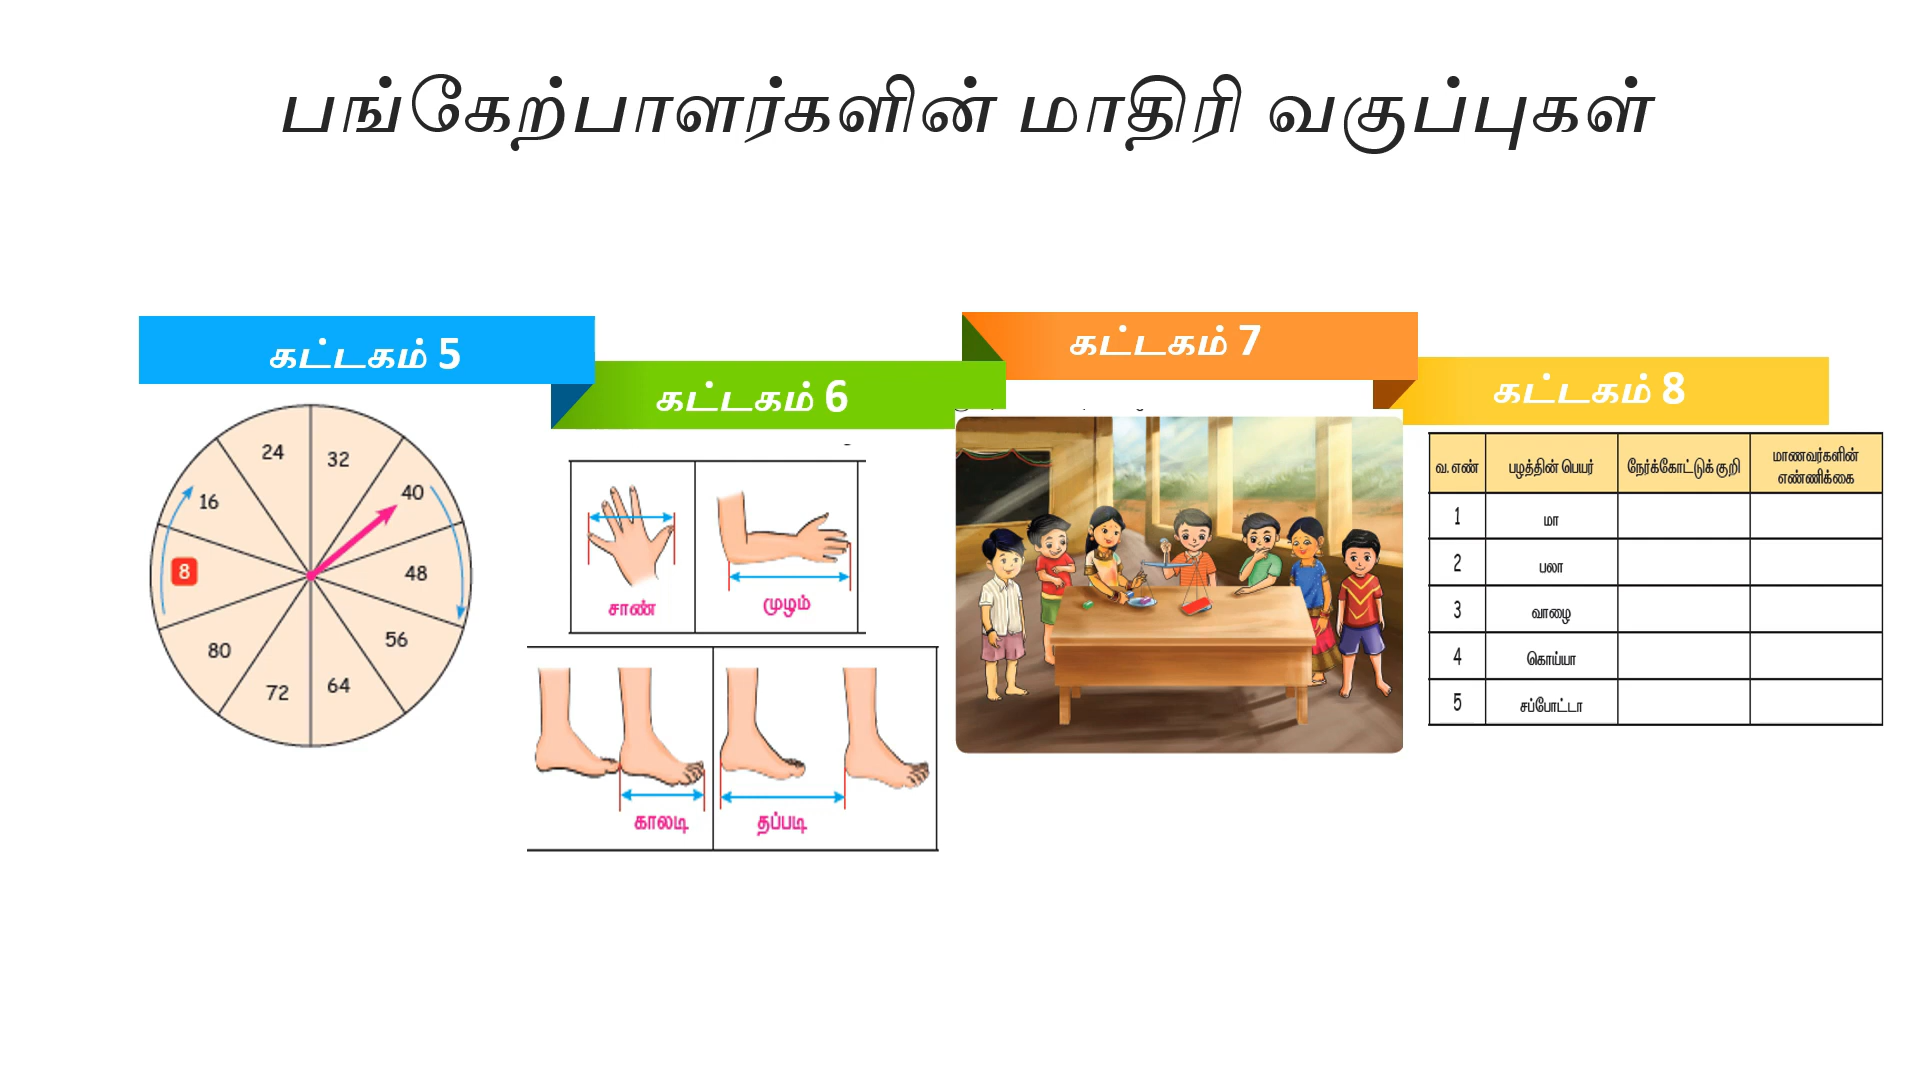 பங்கேற்பாளர்களின் மாதிரி வகுப்புகள்
கட்டகம் 5
கட்டகம் 6
கட்டகம் 7
கட்டகம் 8
24
32
16
40
8
48
80
56
72
64
சாண்
முழம்
காலடி
தப்படி
வ. எண் பழத்தின் பெயர் நேர்க்கோட்டுக் குறி மாணவர்களின் எண்ணிக்கை
1 மா
2 பலா
3 வாழை
4 கொய்யா
5 சப்போட்டா